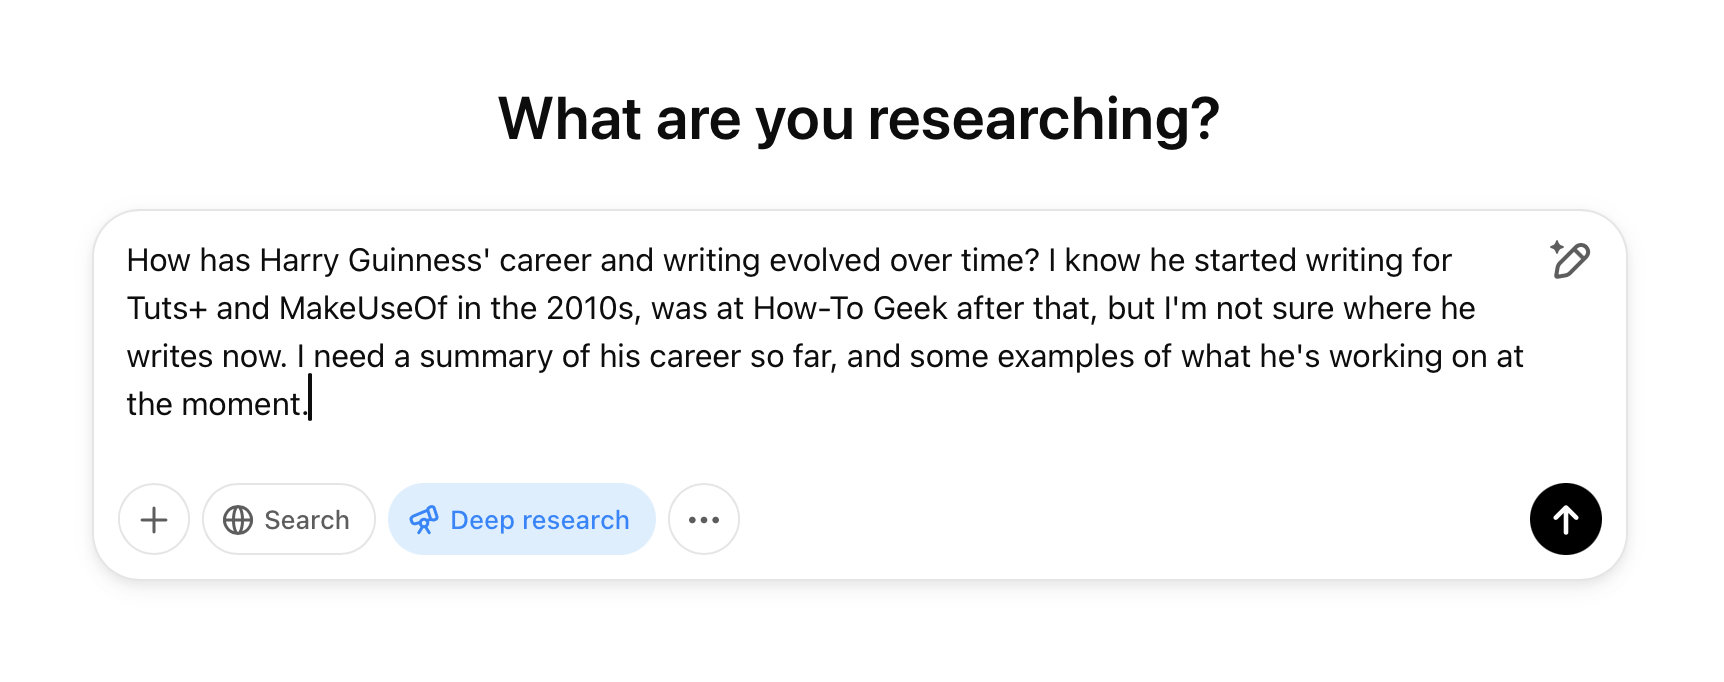 What are you researching?
How has Harry Guinness' career and writing evolved over time? I know he started writing for
Tuts+ and MakeUseOf in the 2010s, was at How-To Geek after that, but I'm not sure where he
writes now. I need a summary of his career so far, and some examples of what he's working on at
the moment.
Search
Deep research